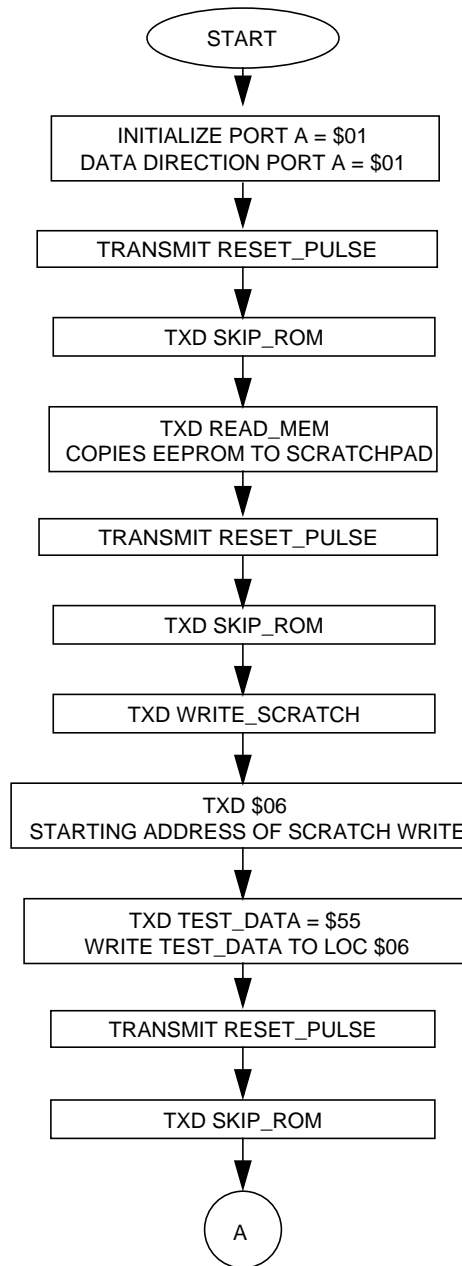 START
INITIALIZE PORT A = $01
DATA DIRECTION PORT A = $01
TRANSMIT RESET_PULSE
TXD SKIP_ROM
TXD READ_MEM
COPIES EEPROM TO SCRATCHPAD
TRANSMIT RESET_PULSE
TXD SKIP_ROM
TXD WRITE_SCRATCH
TXD $06
STARTING ADDRESS OF SCRATCH WRITE
TXD TEST_DATA = $55
WRITE TEST_DATA TO LOC $06
TRANSMIT RESET_PULSE
TXD SKIP_ROM
A